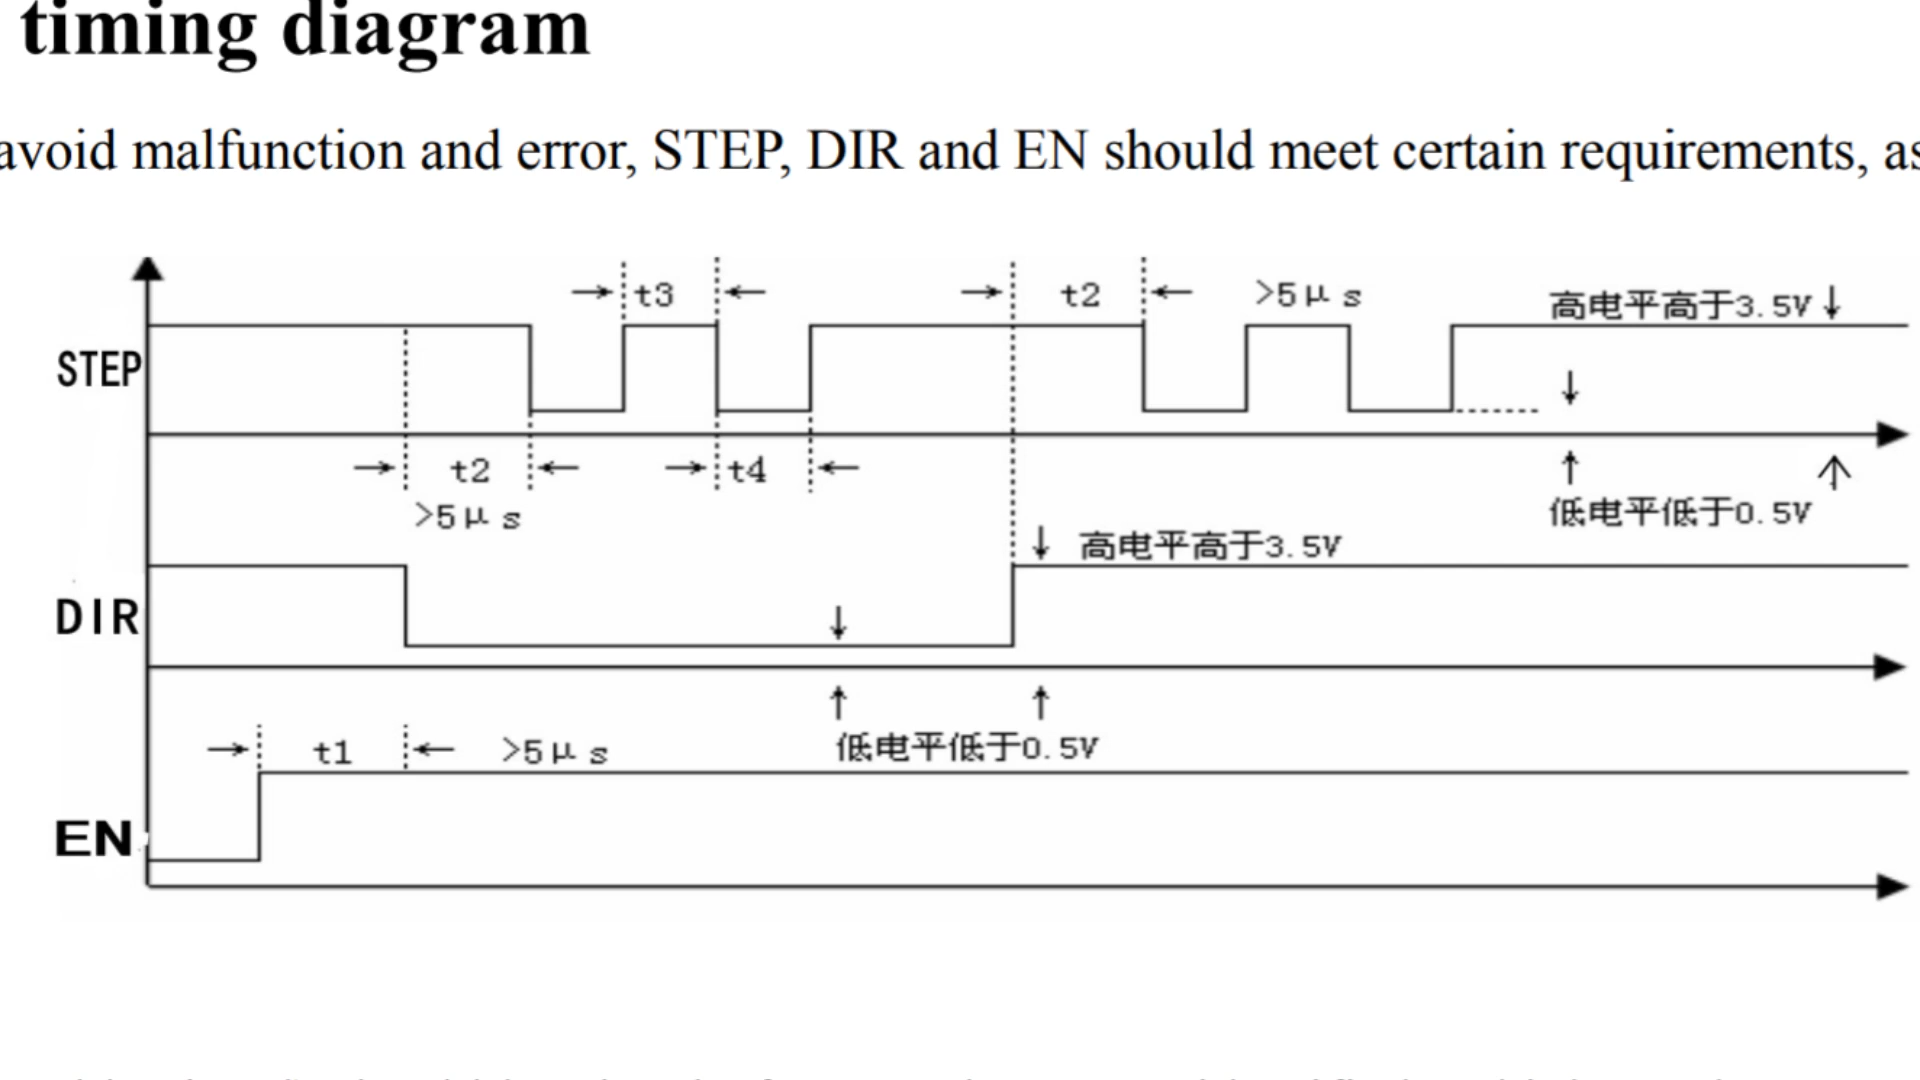 timing diagram
avoid malfunction and error, STEP, DIR and EN should meet certain requirements, as
t3
t2
>5μs
高电平高于3.5V
STEP
t2
t4
>5μs
低电平低于0.5V
高电平高于3.5V
DIR
低电平低于0.5V
t1
>5μs
EN